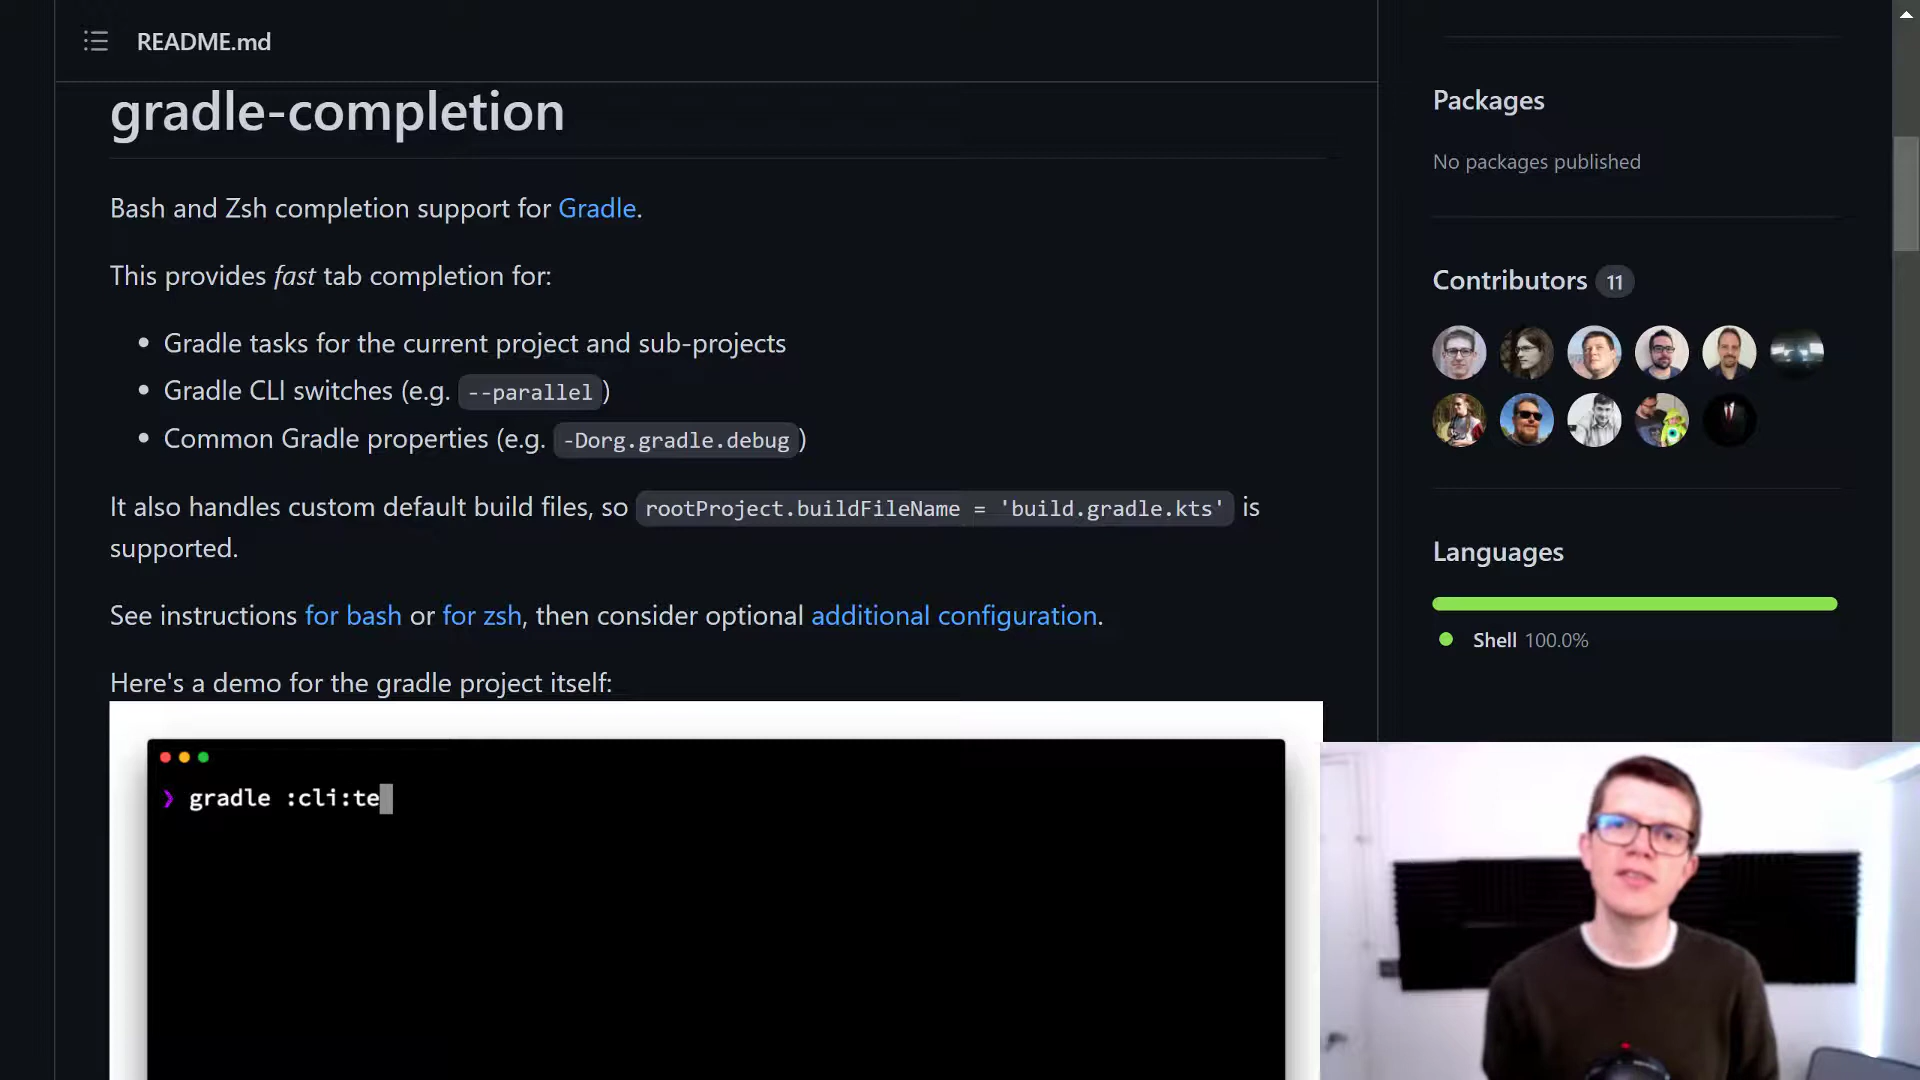 README.md
gradle-completion
Bash and Zsh completion support for Gradle.
This provides fast tab completion for:
• Gradle tasks for the current project and sub-projects
• Gradle CLI switches (e.g. --parallel)
• Common Gradle properties (e.g. -Dorg.gradle.debug)
It also handles custom default build files, so rootProject.buildFileName = 'build.gradle.kts' is
supported.
See instructions for bash or for zsh, then consider optional additional configuration.
Here's a demo for the gradle project itself:
❯ gradle :cli:te
Packages
No packages published
Contributors 11
Languages
Shell 100.0%